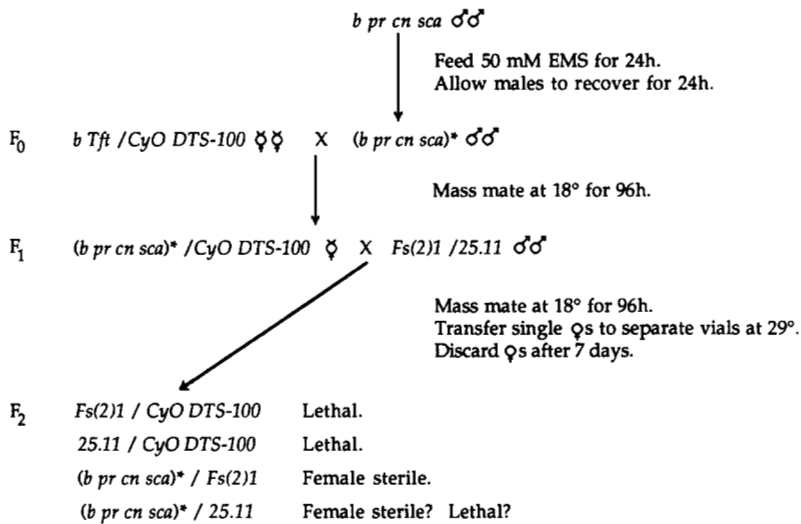 b pr cn sca ♂♂
Feed 50 mM EMS for 24h.
Allow males to recover for 24h.
F0 b Tft /CyO DTS-100 ☿☿ X (b pr cn sca)* ♂♂
Mass mate at 18° for 96h.
F1 (b pr cn sca)* /CyO DTS-100 ☿ X Fs(2)1 /25.11 ♂♂
Mass mate at 18° for 96h.
Transfer single ♀s to separate vials at 29°.
Discard ♀s after 7 days.
F2 Fs(2)1 / CyO DTS-100 Lethal.
25.11 / CyO DTS-100 Lethal.
(b pr cn sca)* / Fs(2)1 Female sterile.
(b pr cn sca)* / 25.11 Female sterile? Lethal?